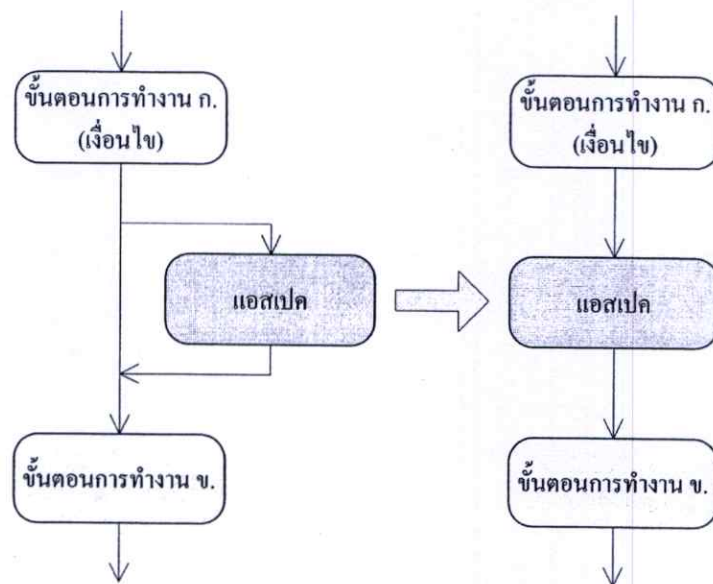 ขั้นตอนการทำงาน ก.
(เงื่อนไข)
แอสเปค
ขั้นตอนการทำงาน ข.
ขั้นตอนการทำงาน ก.
(เงื่อนไข)
แอสเปค
ขั้นตอนการทำงาน ข.